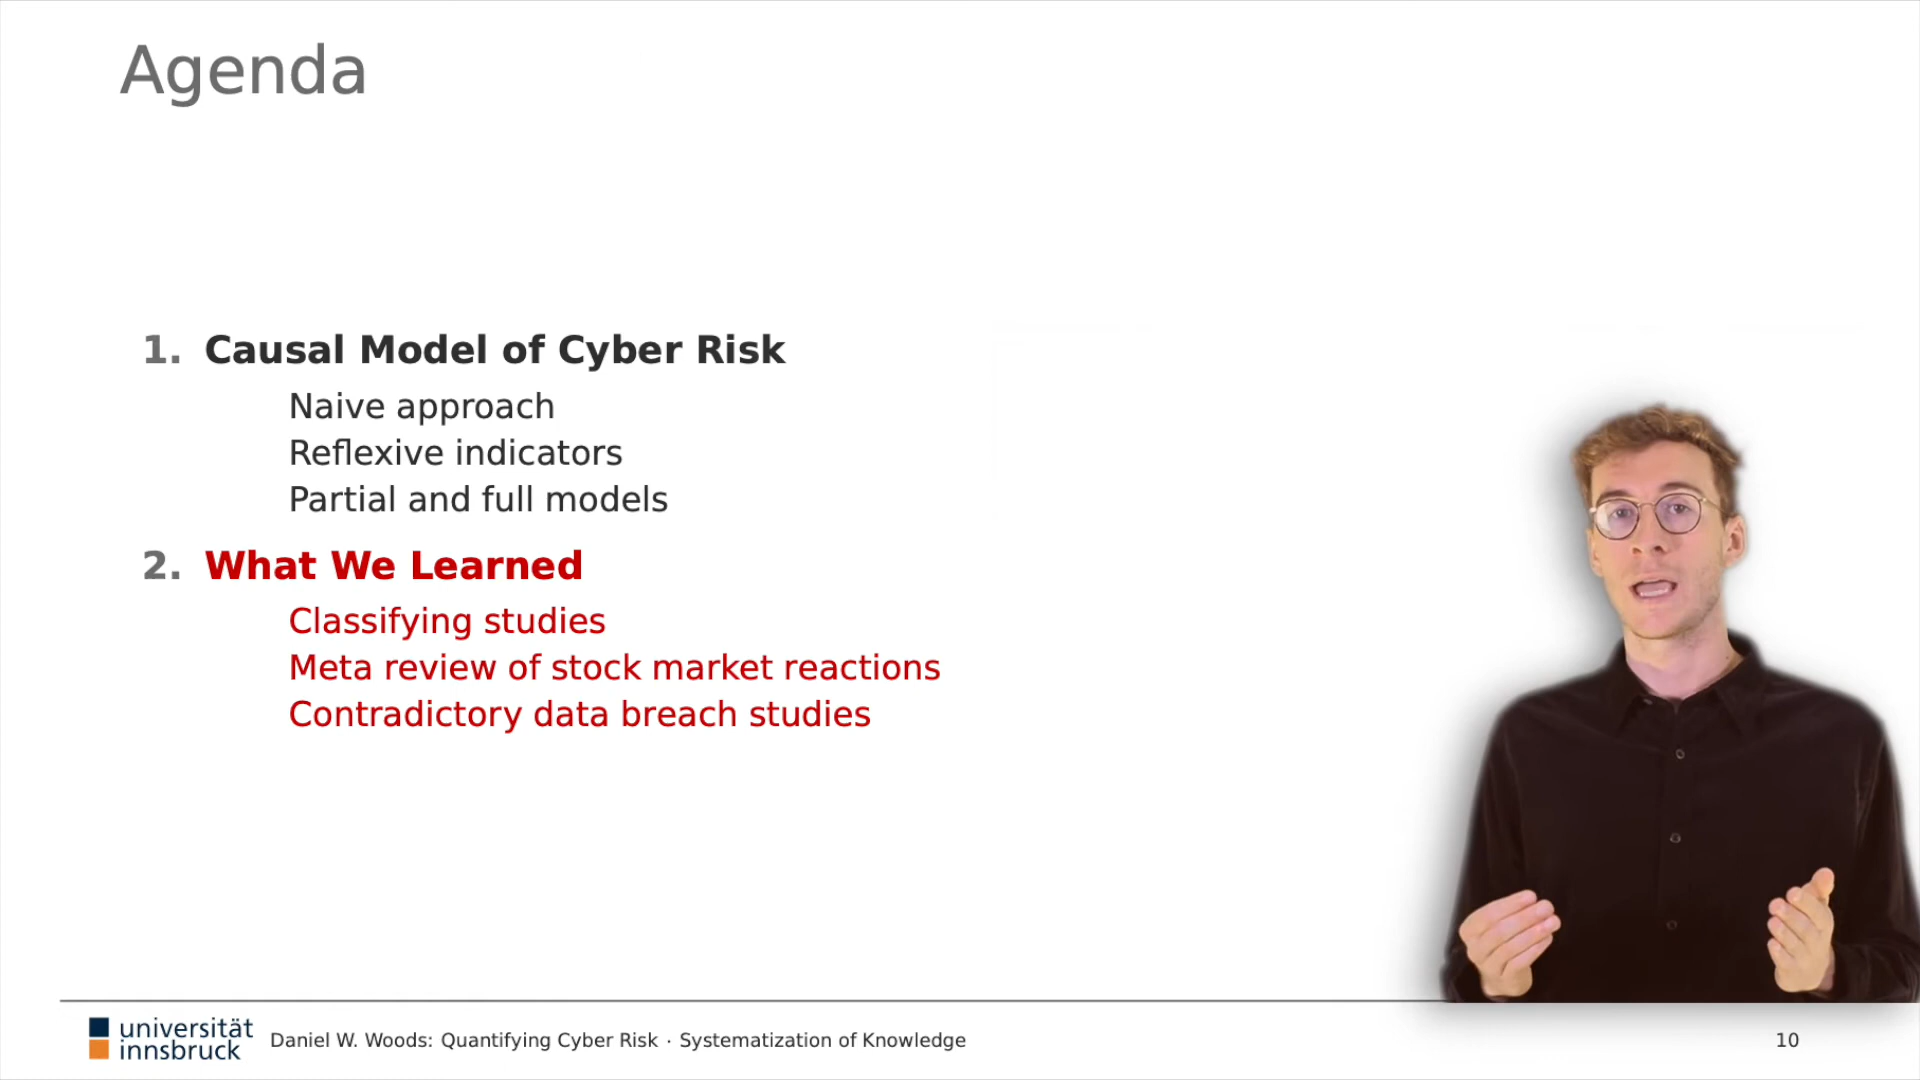 Agenda
1. Causal Model of Cyber Risk
Naive approach
Reflexive indicators
Partial and full models
2. What We Learned
Classifying studies
Meta review of stock market reactions
Contradictory data breach studies
universität
innsbruck
Daniel W. Woods: Quantifying Cyber Risk · Systematization of Knowledge
10